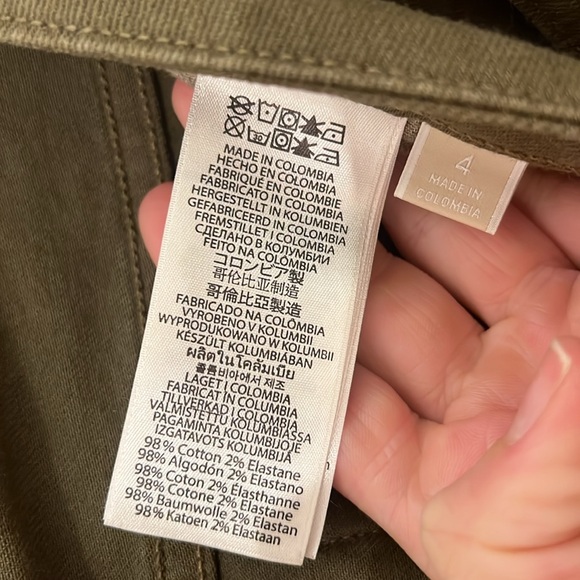 30
MADE IN COLOMBIA
HECHO EN COLOMBIA
FABRIQUÉ EN COLOMBIE
FABBRICATO IN COLOMBIA
HERGESTELLT IN KOLUMBIEN
GEFABRICEERD IN COLOMBIA
FREMSTILLET I COLOMBIA
СДЕЛАНО В КОЛУМБИИ
FEITO NA COLÔMBIA
コロンビア製
哥伦比亚制造
哥倫比亞製造
FABRICADO NA COLÔMBIA
VYROBENO V KOLUMBII
WYPRODUKOWANO W KOLUMBII
KÉSZÜLT KOLUMBIÁBAN
ผลิตในโคลัมเบีย
콜롬비아에서 제조
LAGET I COLOMBIA
FABRICAT ÎN COLUMBIA
TILLVERKAD I COLOMBIA
VALMISTETTU KOLUMBIASSA
PAGAMINTA KOLUMBIJOJE
IZGATAVOTS KOLUMBIJĀ
98% Cotton 2% Elastane
98% Algodón 2% Elastano
98% Coton 2% Élasthanne
98% Cotone 2% Elastane
98% Baumwolle 2% Elastan
98% Katoen 2% Elastaan
4
MADE IN
COLOMBIA